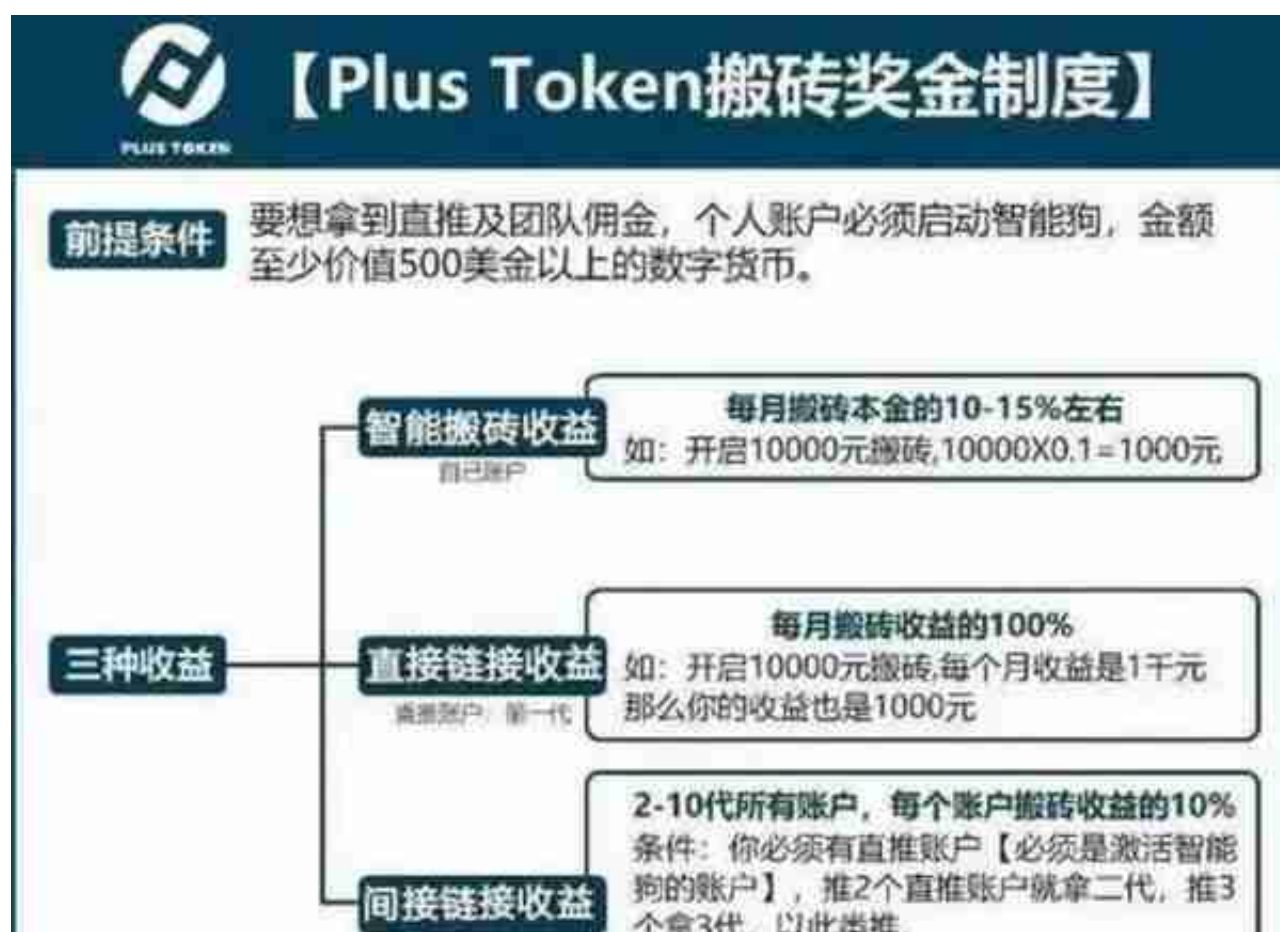 【Plus Token搬砖奖金制度】
PLUS TOKEN
前提条件
要想拿到直推及团队佣金，个人账户必须启动智能狗，金额
至少价值500美金以上的数字货币。
智能搬砖收益
自己账户
每月搬砖本金的10-15%左右
如：开启10000元搬砖,10000X0.1=1000元
三种收益
直接链接收益
直推账户：第一代
每月搬砖收益的100%
如：开启10000元搬砖,每个月收益是1千元
那么你的收益也是1000元
间接链接收益
2-10代所有账户，每个账户搬砖收益的10%
条件：你必须有直推账户【必须是激活智能
狗的账户】，推2个直推账户就拿二代，推3
个拿3代，以此类推